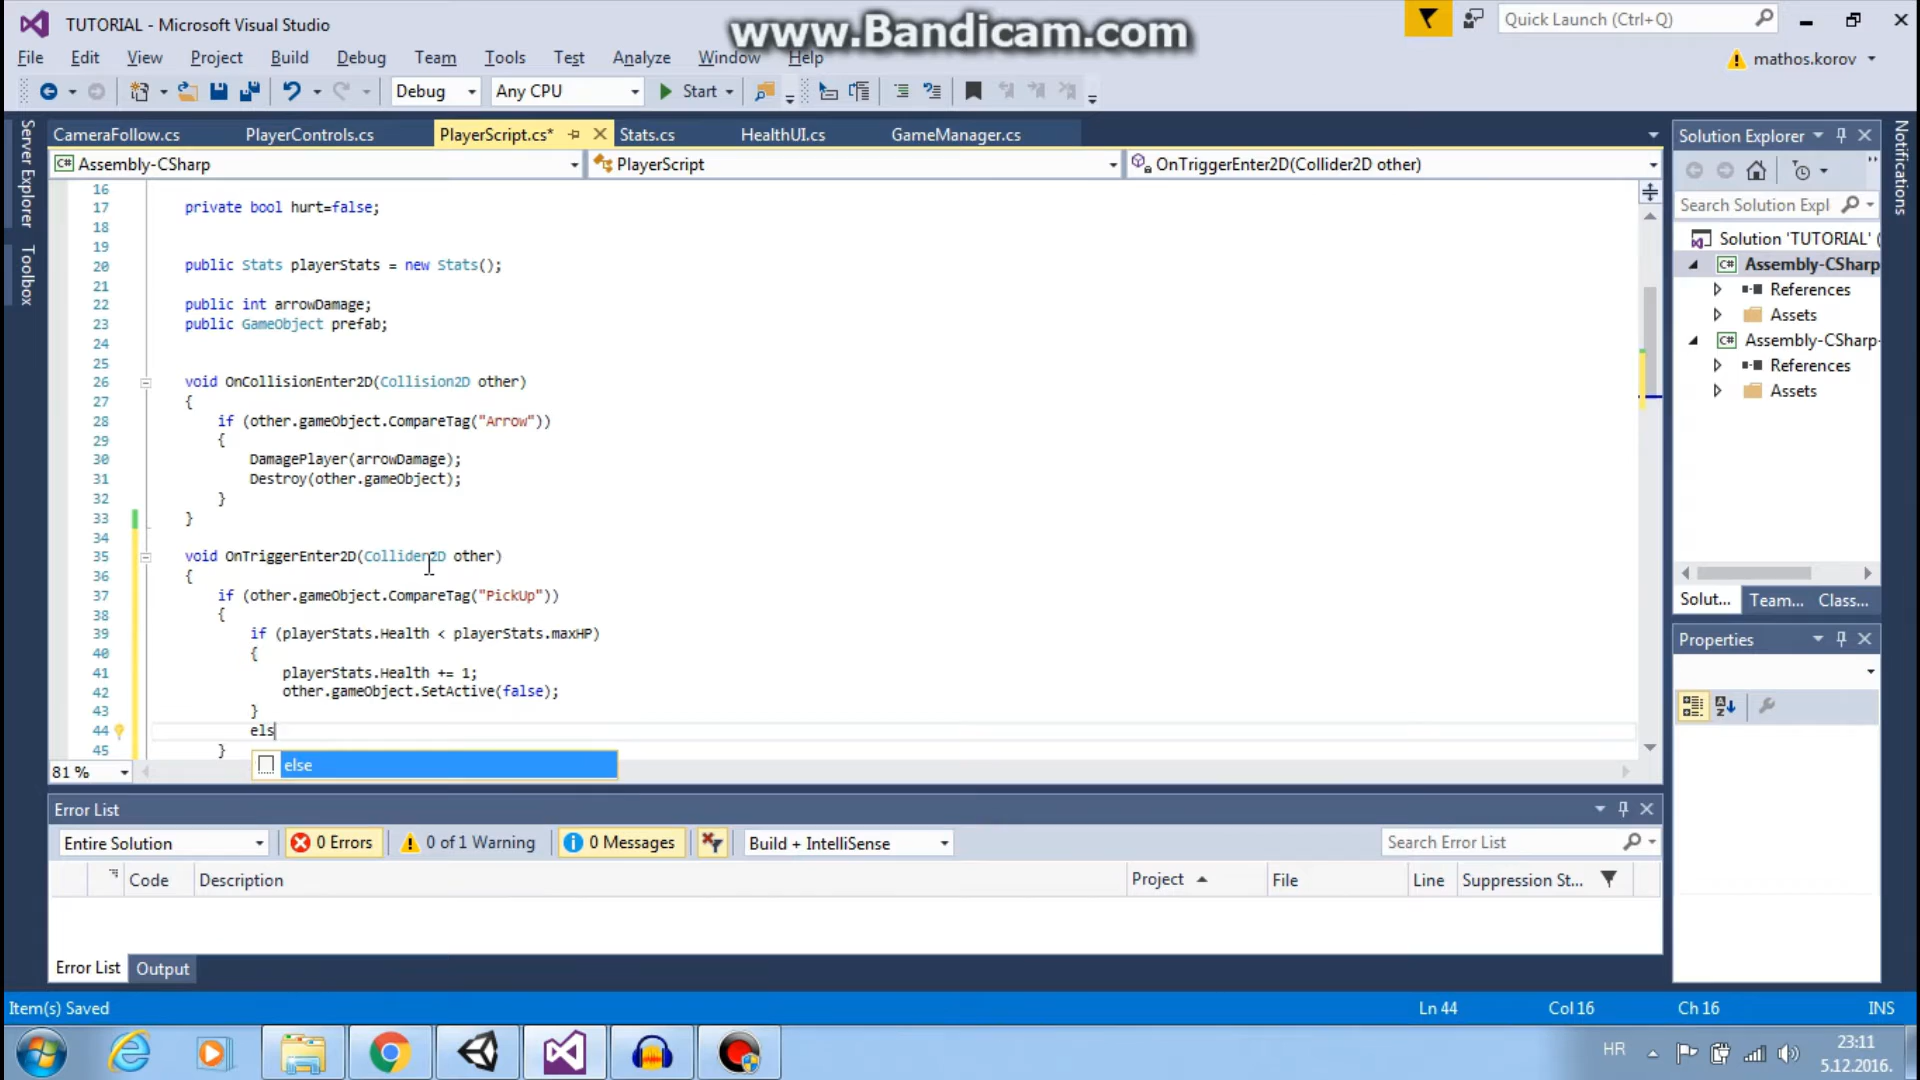 TUTORIAL - Microsoft Visual Studio
www.Bandicam.com
Quick Launch (Ctrl+Q)
File Edit View Project Build Debug Team Tools Test Analyze Window Help
mathos.korov
Debug Any CPU Start
CameraFollow.cs PlayerControls.cs PlayerScript.cs* Stats.cs HealthUI.cs GameManager.cs
Assembly-CSharp PlayerScript OnTriggerEnter2D(Collider2D other)
Server Explorer
Toolbox
16
17 private bool hurt=false;
18
19
20 public Stats playerStats = new Stats();
21
22 public int arrowDamage;
23 public GameObject prefab;
24
25
26 void OnCollisionEnter2D(Collision2D other)
27 {
28 if (other.gameObject.CompareTag("Arrow"))
29 {
30 DamagePlayer(arrowDamage);
31 Destroy(other.gameObject);
32 }
33 }
34
35 void OnTriggerEnter2D(Collider2D other)
36 {
37 if (other.gameObject.CompareTag("PickUp"))
38 {
39 if (playerStats.Health < playerStats.maxHP)
40 {
41 playerStats.Health += 1;
42 other.gameObject.SetActive(false);
43 }
44 els
45 }
else
81 %
Solution Explorer
Search Solution Expl
Solution 'TUTORIAL' (
Assembly-CSharp
References
Assets
Assembly-CSharp-
References
Assets
Solut... Team... Class...
Properties
Notifications
Error List
Entire Solution 0 Errors 0 of 1 Warning 0 Messages Build + IntelliSense Search Error List
Code Description Project File Line Suppression St...
Error List Output
Item(s) Saved Ln 44 Col 16 Ch 16 INS
HR
23:11
5.12.2016.